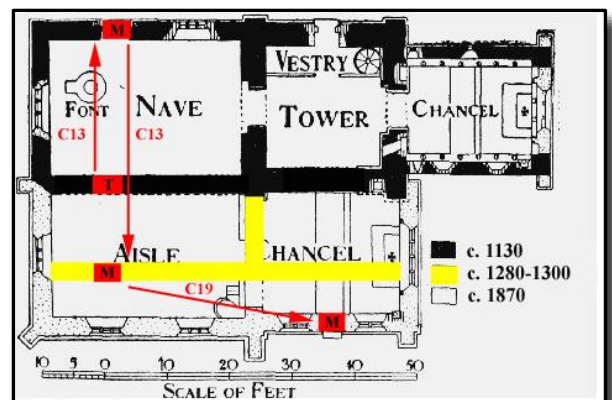 M
VESTRY
FONT
NAVE
TOWER
CHANCEL
C13
C13
T
AISLE
CHANCEL
M
C19
M
c. 1130
c. 1280-1300
c. 1870
10 5 0 10 20 30 40 50
SCALE OF FEET